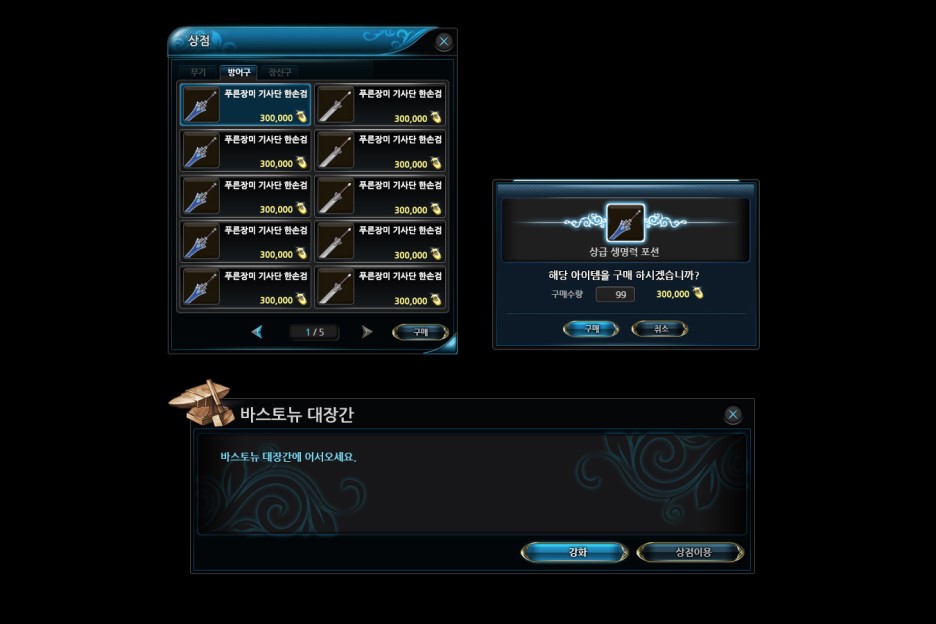 상점
무기 방어구 장신구
푸른장미 기사단 한손검 푸른장미 기사단 한손검
300,000 300,000
푸른장미 기사단 한손검 푸른장미 기사단 한손검
300,000 300,000
푸른장미 기사단 한손검 푸른장미 기사단 한손검
300,000 300,000
푸른장미 기사단 한손검 푸른장미 기사단 한손검
300,000 300,000
푸른장미 기사단 한손검 푸른장미 기사단 한손검
300,000 300,000
1 / 5 구매
상급 생명력 포션
해당 아이템을 구매 하시겠습니까?
구매수량 99 300,000
구매 취소
바스토뉴 대장간
바스토뉴 대장간에 어서오세요.
강화 상점이용